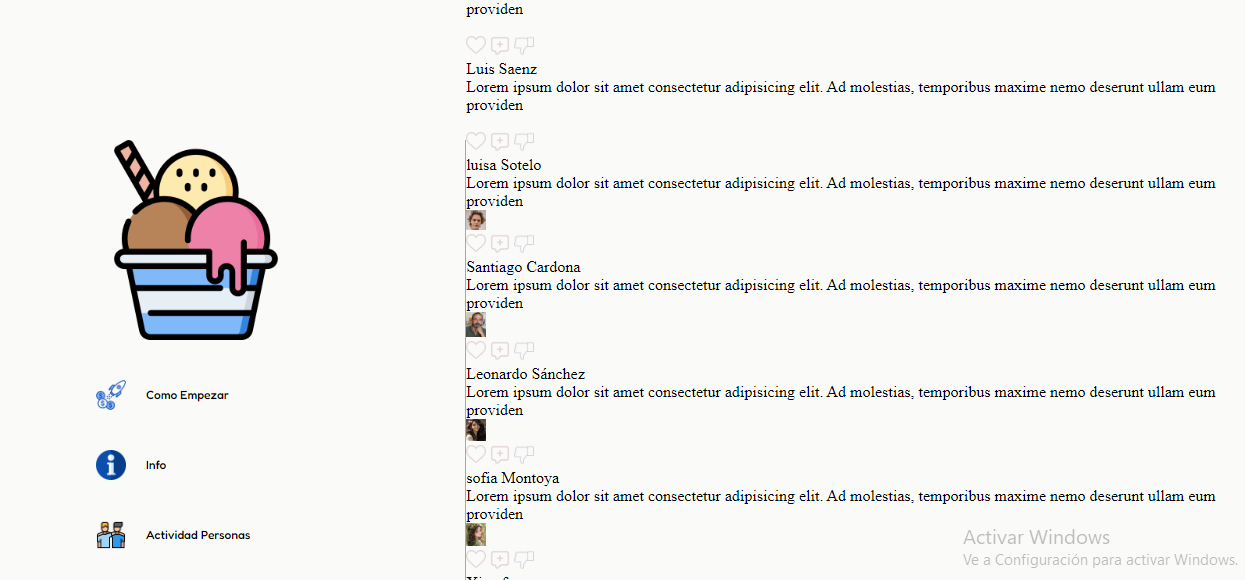 providen
Luis Saenz
Lorem ipsum dolor sit amet consectetur adipisicing elit. Ad molestias, temporibus maxime nemo deserunt ullam eum
providen
luisa Sotelo
Lorem ipsum dolor sit amet consectetur adipisicing elit. Ad molestias, temporibus maxime nemo deserunt ullam eum
providen
Santiago Cardona
Lorem ipsum dolor sit amet consectetur adipisicing elit. Ad molestias, temporibus maxime nemo deserunt ullam eum
providen
Leonardo Sánchez
Lorem ipsum dolor sit amet consectetur adipisicing elit. Ad molestias, temporibus maxime nemo deserunt ullam eum
providen
sofia Montoya
Lorem ipsum dolor sit amet consectetur adipisicing elit. Ad molestias, temporibus maxime nemo deserunt ullam eum
providen
Como Empezar
Info
Actividad Personas
Activar Windows
Ve a Configuración para activar Windows.